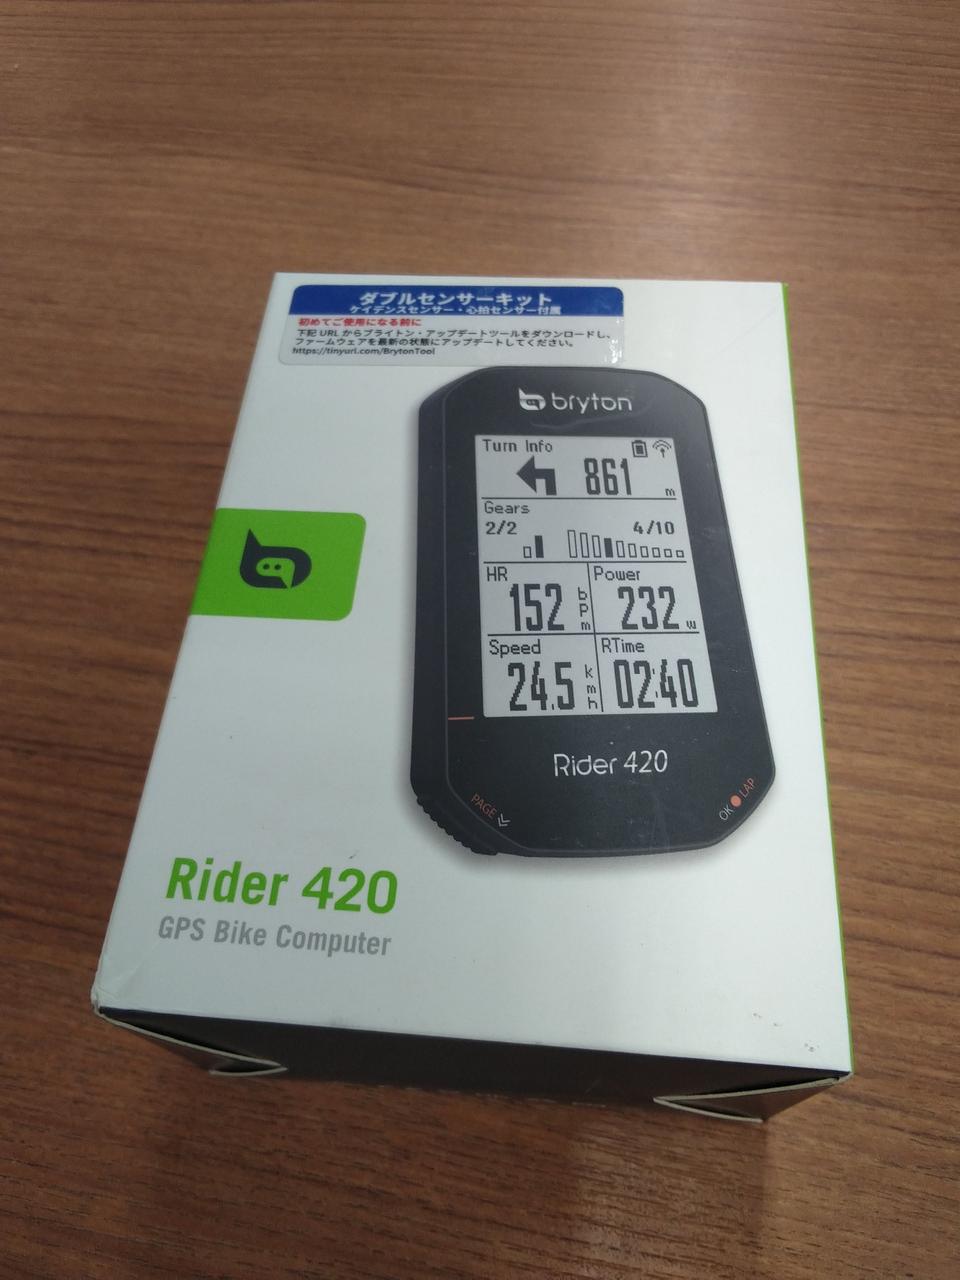 ダブルセンサーキット
ケイデンスセンサー・心拍センサー付属
初めてご使用になる前に
下記 URL からブライトン・アップデートツールをダウンロードし、
ファームウェアを最新の状態にアップデートしてください。
https://tinyurl.com/BrytonTool
bryton
Turn Info
861 m
Gears
2/2 4/10
HR Power
152 bpm 232 w
Speed RTime
24.5 kmh 02:40
Rider 420
PAGE OK LAP
Rider 420
GPS Bike Computer